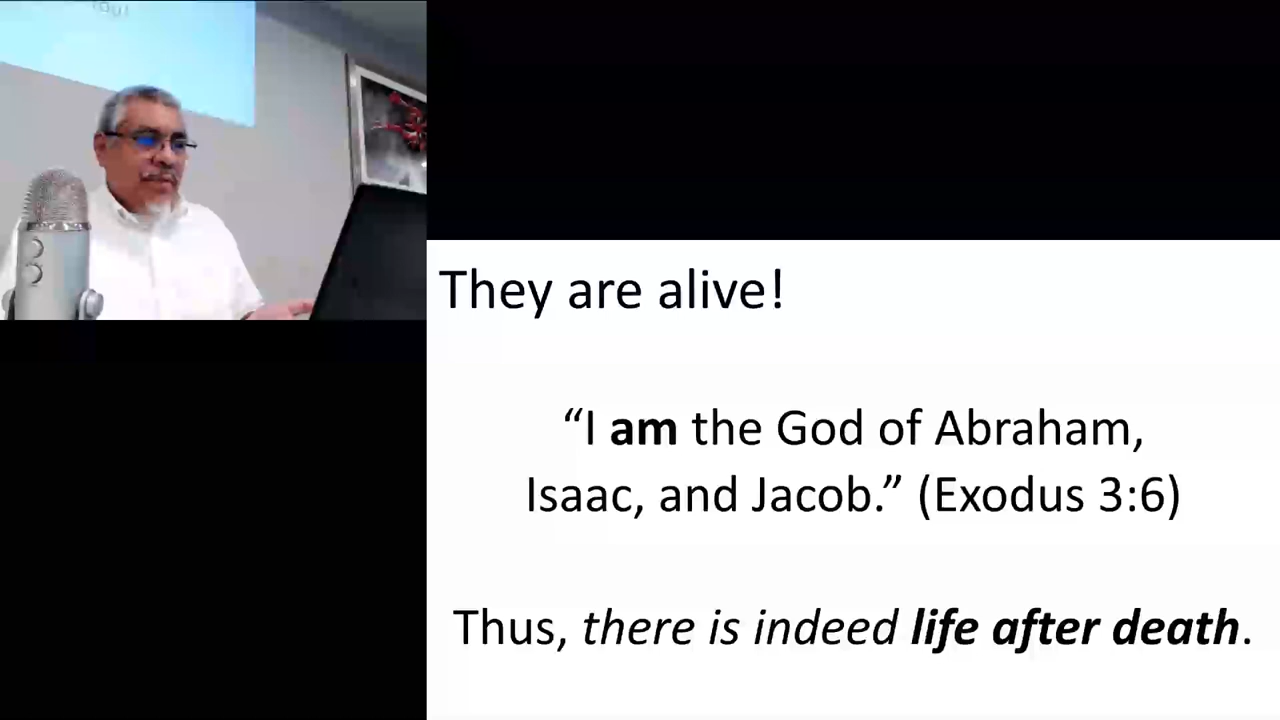 They are alive!
“I am the God of Abraham,
Isaac, and Jacob.” (Exodus 3:6)
Thus, there is indeed life after death.